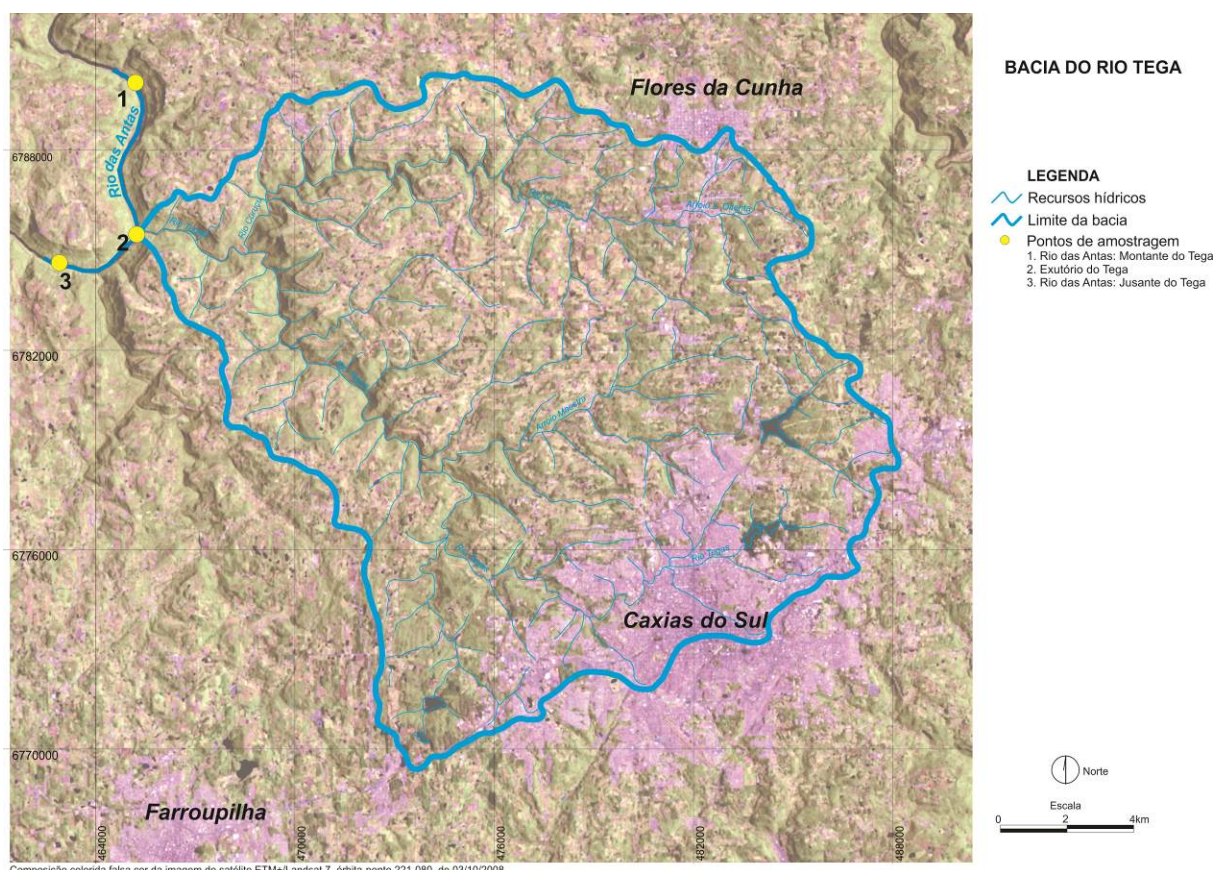 BACIA DO RIO TEGA
Flores da Cunha
1
Rio das Antas
6788000
LEGENDA
Recursos hídricos
Limite da bacia
Pontos de amostragem
1. Rio das Antas: Montante do Tega
2. Exutório do Tega
3. Rio das Antas: Jusante do Tega
2
3
6782000
Arroio Maestra
6776000
Rio Tega
Caxias do Sul
6770000
Farroupilha
464000
470000
476000
482000
488000
Norte
Escala
0 2 4km